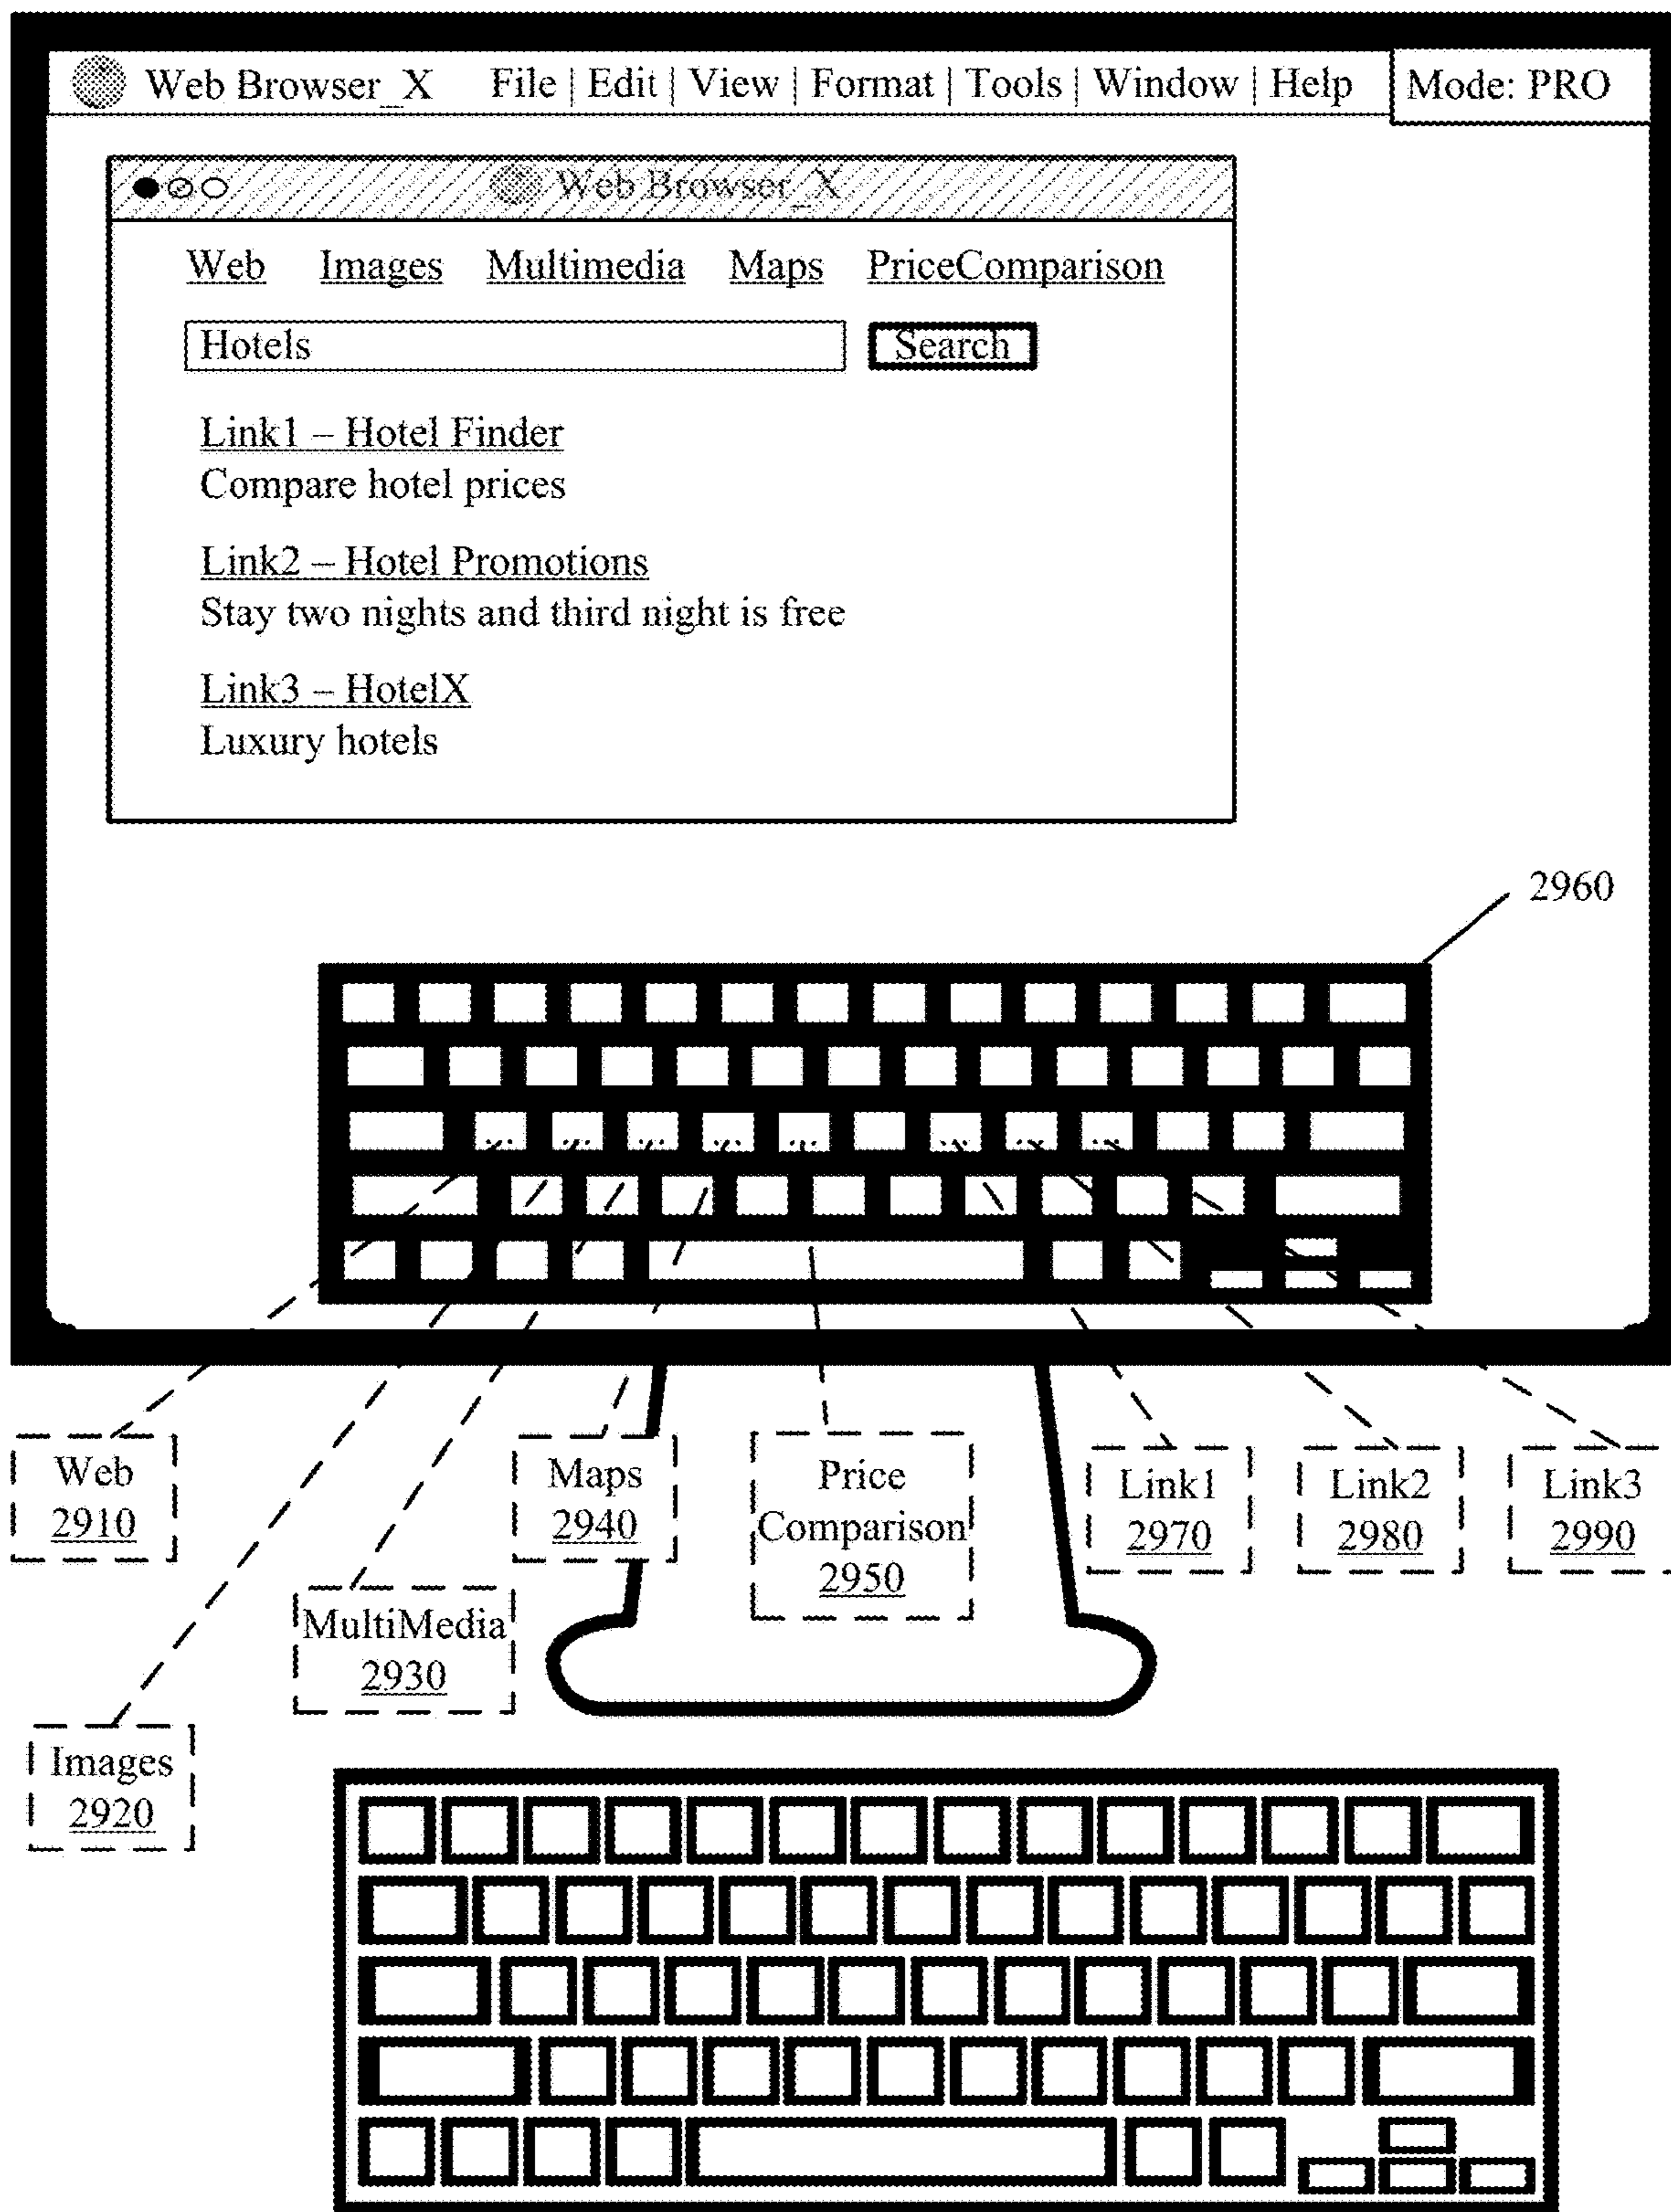 Web Browser_X File | Edit | View | Format | Tools | Window | Help Mode: PRO
Web Browser_X
Web Images Multimedia Maps PriceComparison
Hotels Search
Link1 – Hotel Finder
Compare hotel prices
Link2 – Hotel Promotions
Stay two nights and third night is free
Link3 – HotelX
Luxury hotels
2960
Web
2910
Maps
2940
Price
Comparison
2950
Link1
2970
Link2
2980
Link3
2990
MultiMedia
2930
Images
2920